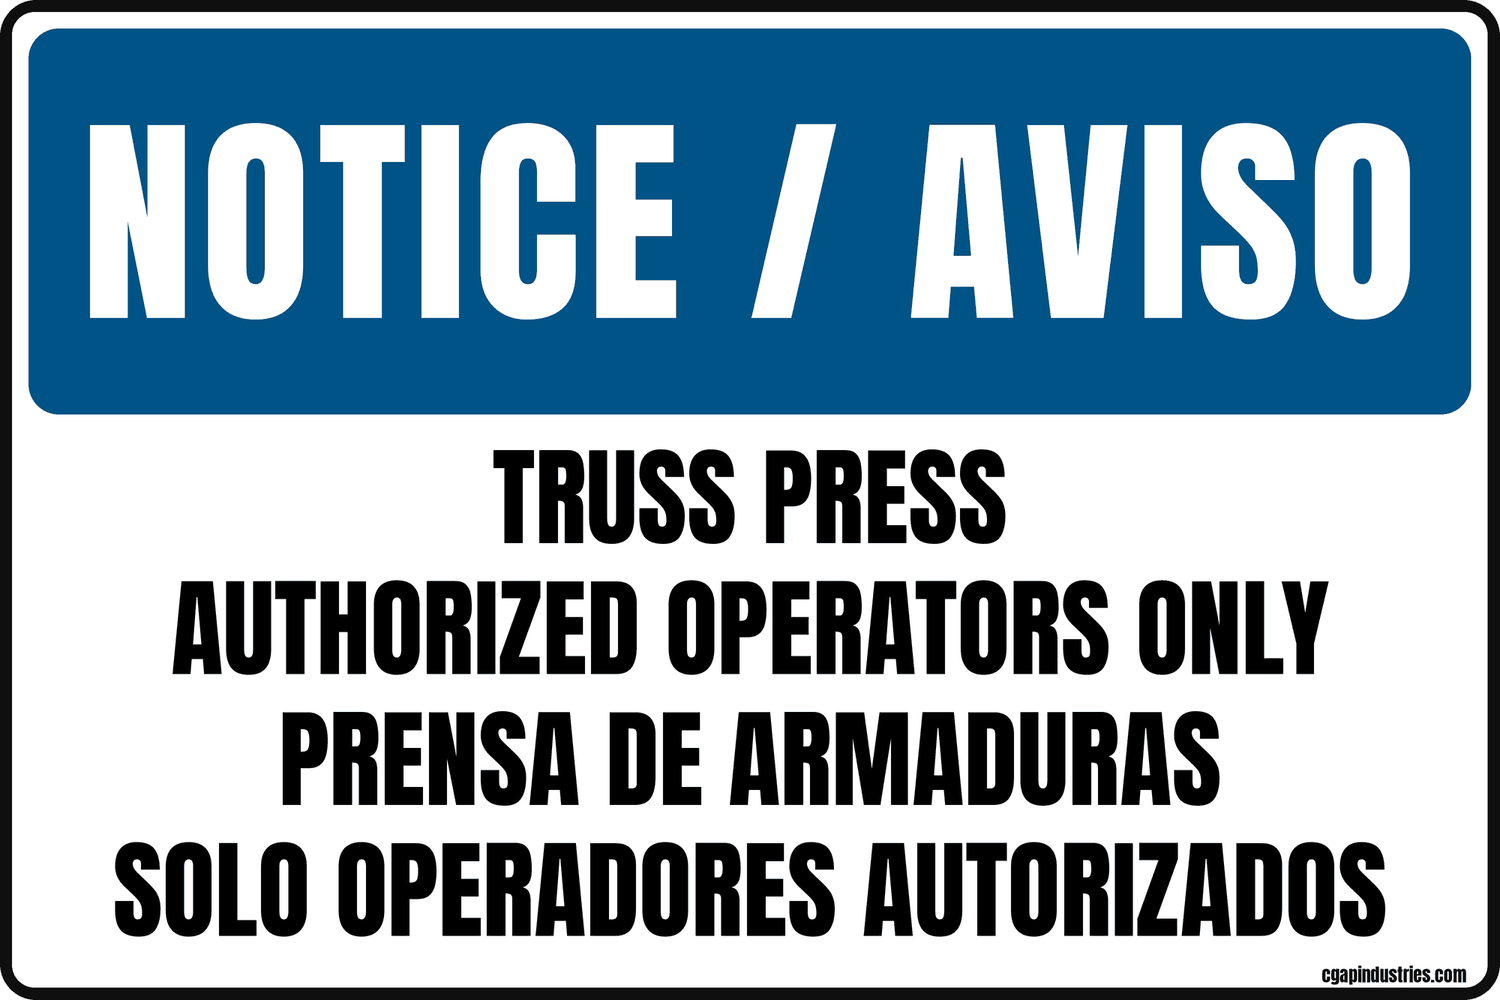 NOTICE / AVISO
TRUSS PRESS
AUTHORIZED OPERATORS ONLY
PRENSA DE ARMADURAS
SOLO OPERADORES AUTORIZADOS
cgapindustries.com